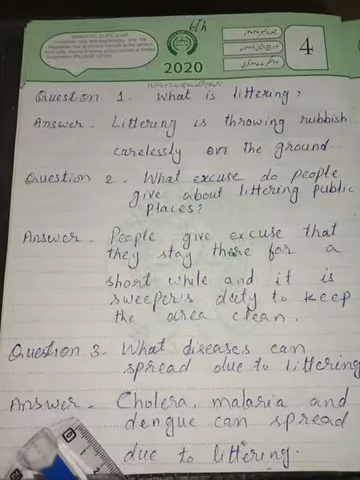 6th
2020
4
Question 1. What is littering?
Answer. Littering is throwing rubbish
carelessly on the ground.
Question 2. What excuse do people
give about littering public
places?
Answer. People give excuse that
they stay there for a
short while and it is
sweeper's duty to keep
the area clean.
Question 3. What diseases can
spread due to littering
Answer. Cholera, malaria and
dengue can spread
due to littering.